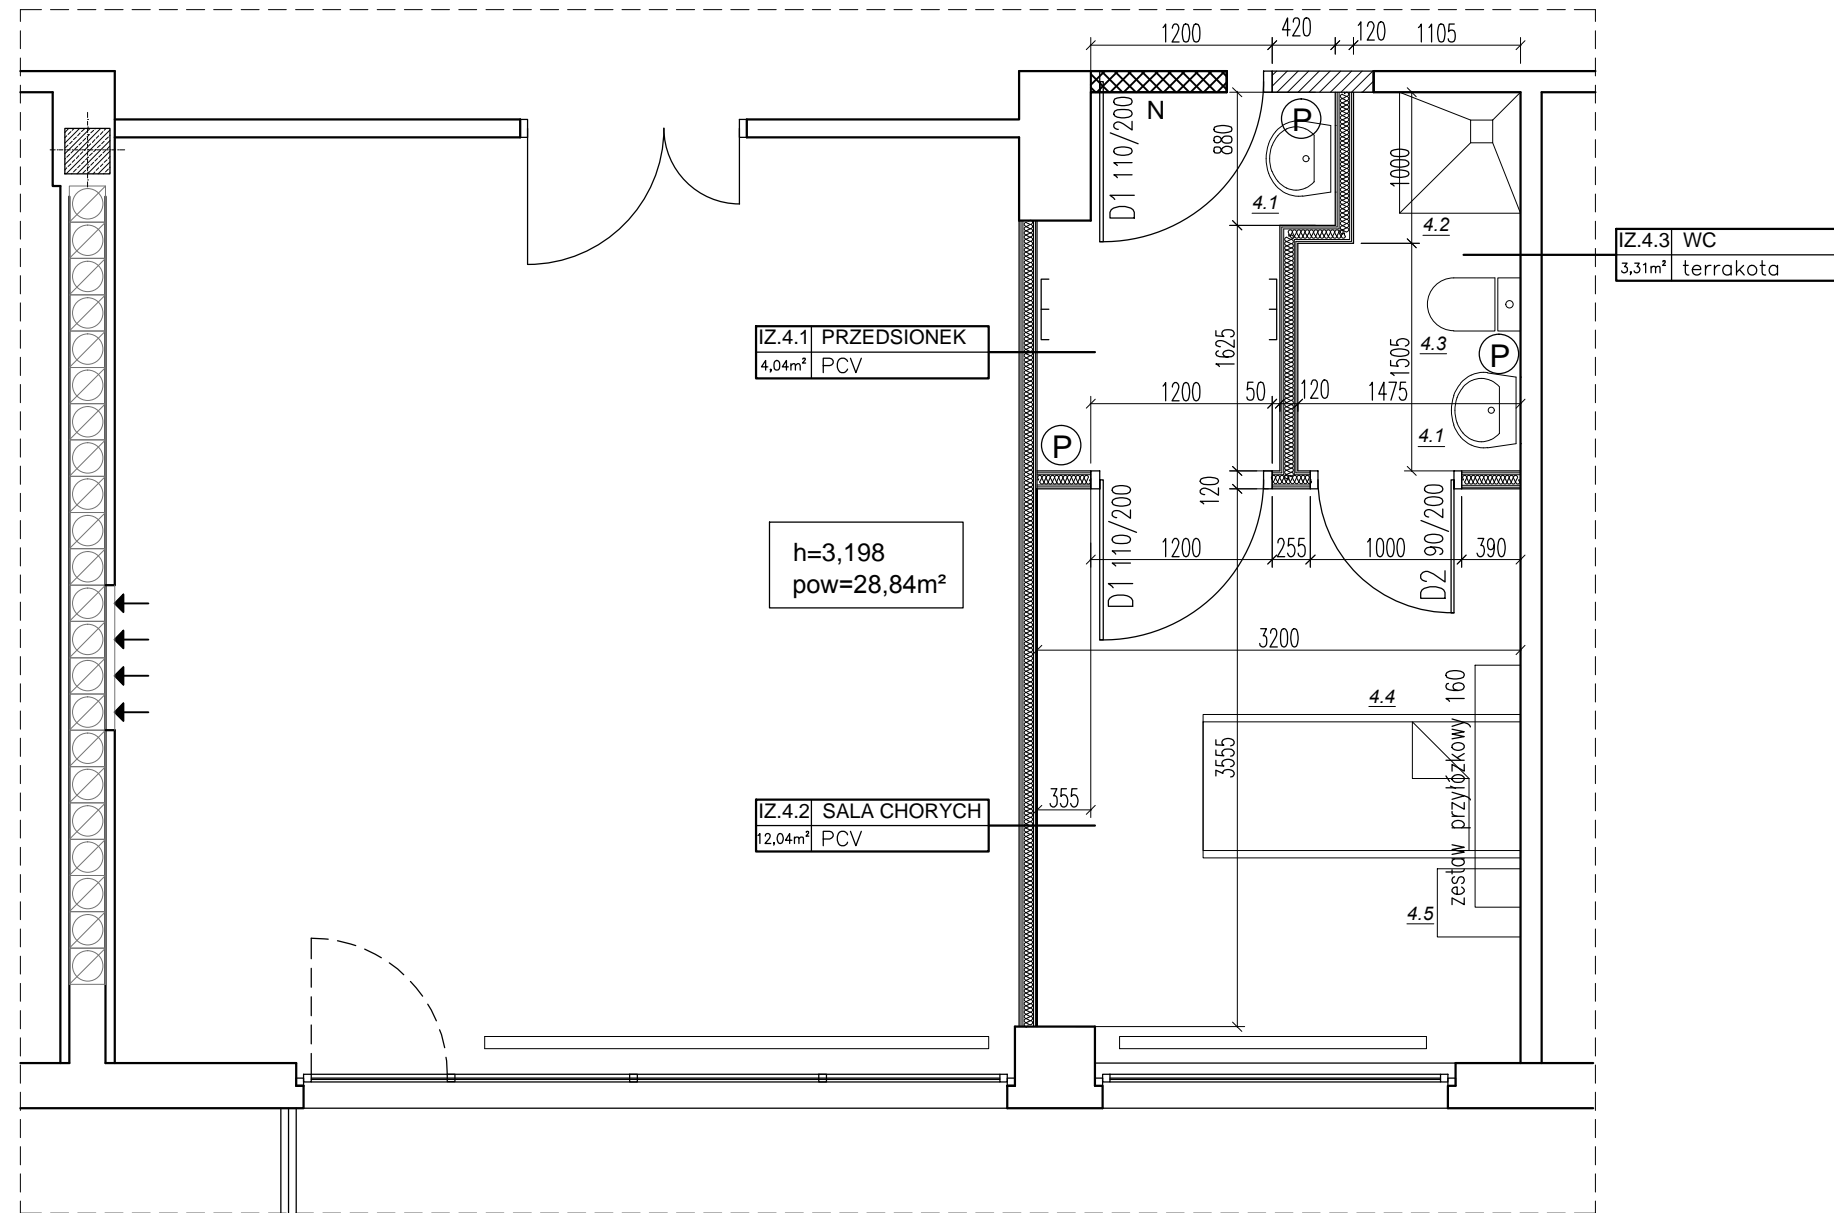 1200
420
120
1105
N
P
D1 110/200
880
1000
4.1
4.2
IZ.4.3 WC
3,31m² terrakota
IZ.4.1 PRZEDSIONEK
4,04m² PCV
1625
1505
4.3
P
1200
50
120
1475
4.1
P
120
D1 110/200
D2 90/200
h=3,198
pow=28,84m²
1200
255
1000
390
3200
4.4
zestaw przyłózkowy 160
3555
355
IZ.4.2 SALA CHORYCH
12,04m² PCV
4.5